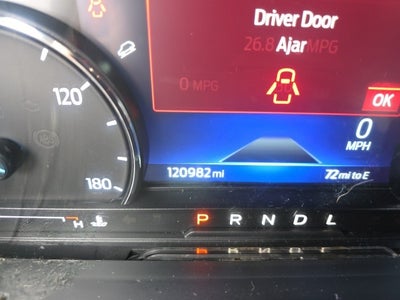 Driver Door
26.8 Ajar MPG
0 MPG
OK
120
0
MPH
120982 mi
72 mi to E
180
H
P R N D L